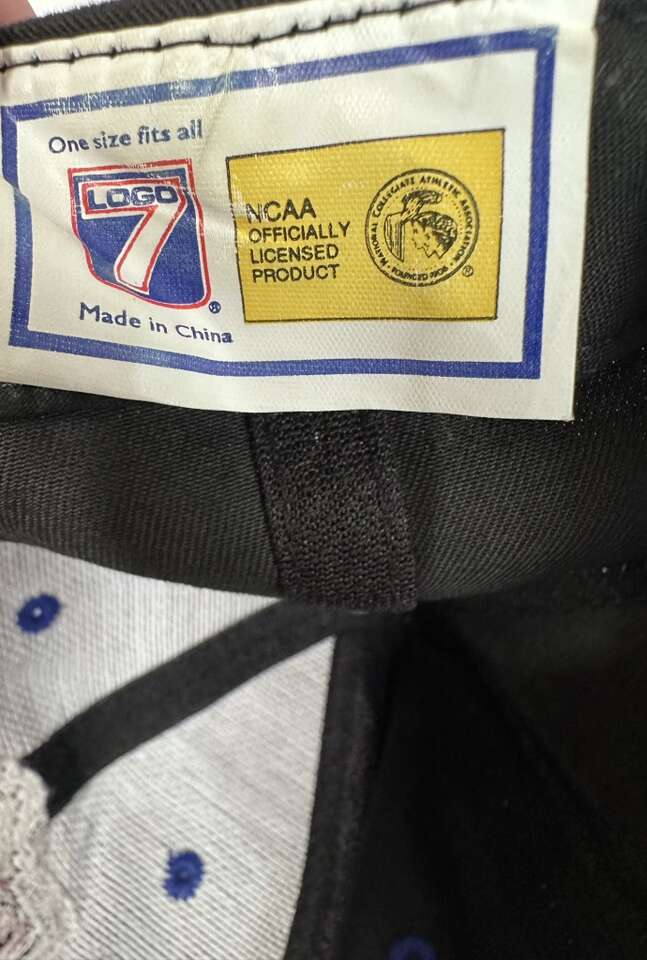 One size fits all
LOGO
7
®
Made in China
NCAA
OFFICIALLY
LICENSED
PRODUCT
NATIONAL COLLEGIATE ATHLETIC ASSOCIATION
• FOUNDED 1906 •
®